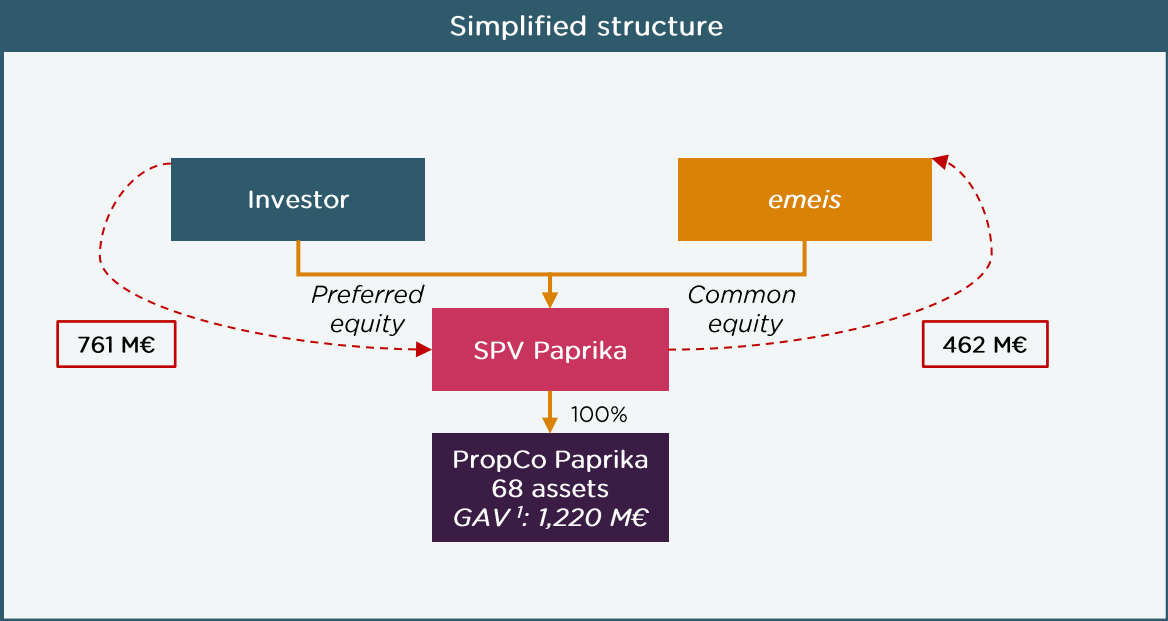 Simplified structure
Investor
emeis
Preferred
equity
Common
equity
761 M€
SPV Paprika
462 M€
100%
PropCo Paprika
68 assets
GAV ¹: 1,220 M€